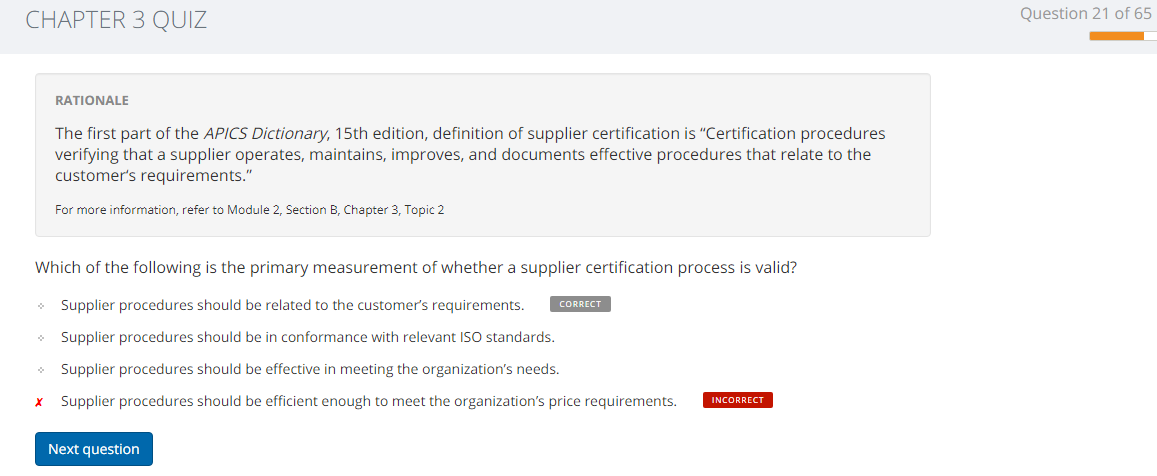 CHAPTER 3 QUIZ
Question 21 of 65
RATIONALE
The first part of the APICS Dictionary, 15th edition, definition of supplier certification is “Certification procedures
verifying that a supplier operates, maintains, improves, and documents effective procedures that relate to the
customer’s requirements.”
For more information, refer to Module 2, Section B, Chapter 3, Topic 2
Which of the following is the primary measurement of whether a supplier certification process is valid?
Supplier procedures should be related to the customer’s requirements. CORRECT
Supplier procedures should be in conformance with relevant ISO standards.
Supplier procedures should be effective in meeting the organization’s needs.
✗ Supplier procedures should be efficient enough to meet the organization’s price requirements. INCORRECT
Next question